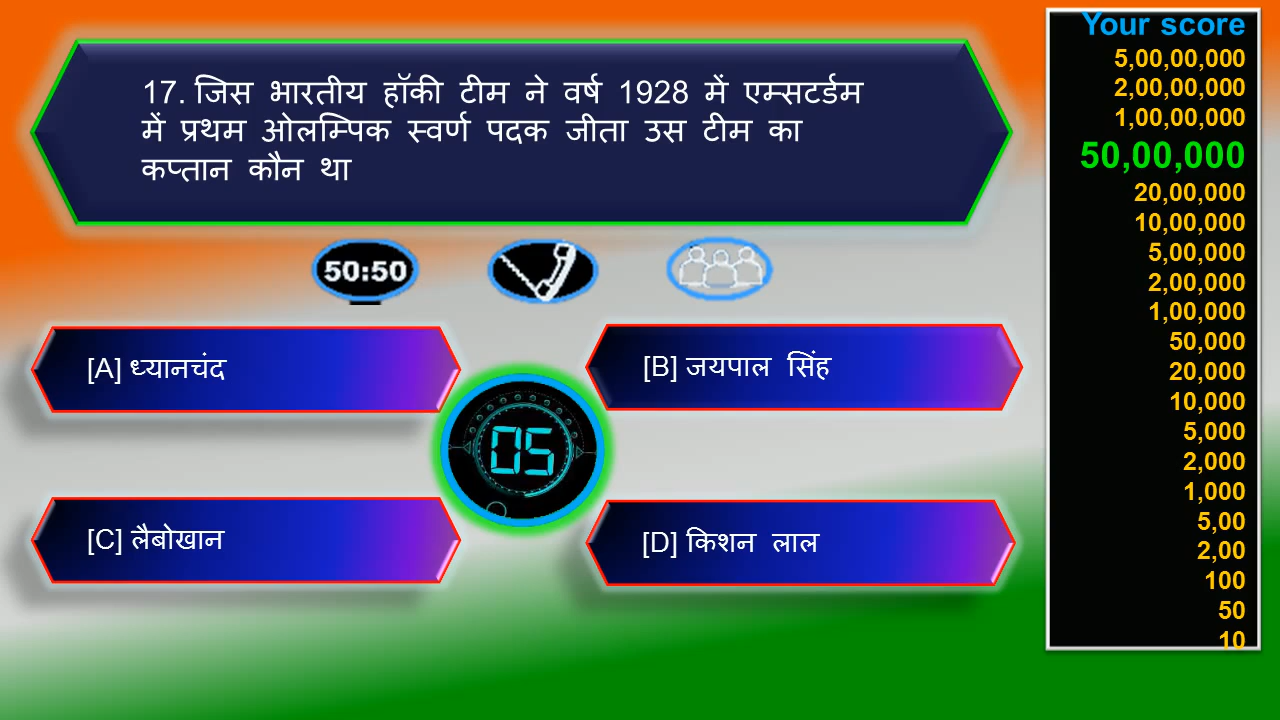 17. जिस भारतीय हॉकी टीम ने वर्ष 1928 में एम्सटर्डम
में प्रथम ओलम्पिक स्वर्ण पदक जीता उस टीम का
कप्तान कौन था
50:50
[A] ध्यानचंद
[B] जयपाल सिंह
05
[C] लैबोखान
[D] किशन लाल
Your score
5,00,00,000
2,00,00,000
1,00,00,000
50,00,000
20,00,000
10,00,000
5,00,000
2,00,000
1,00,000
50,000
20,000
10,000
5,000
2,000
1,000
5,00
2,00
100
50
10